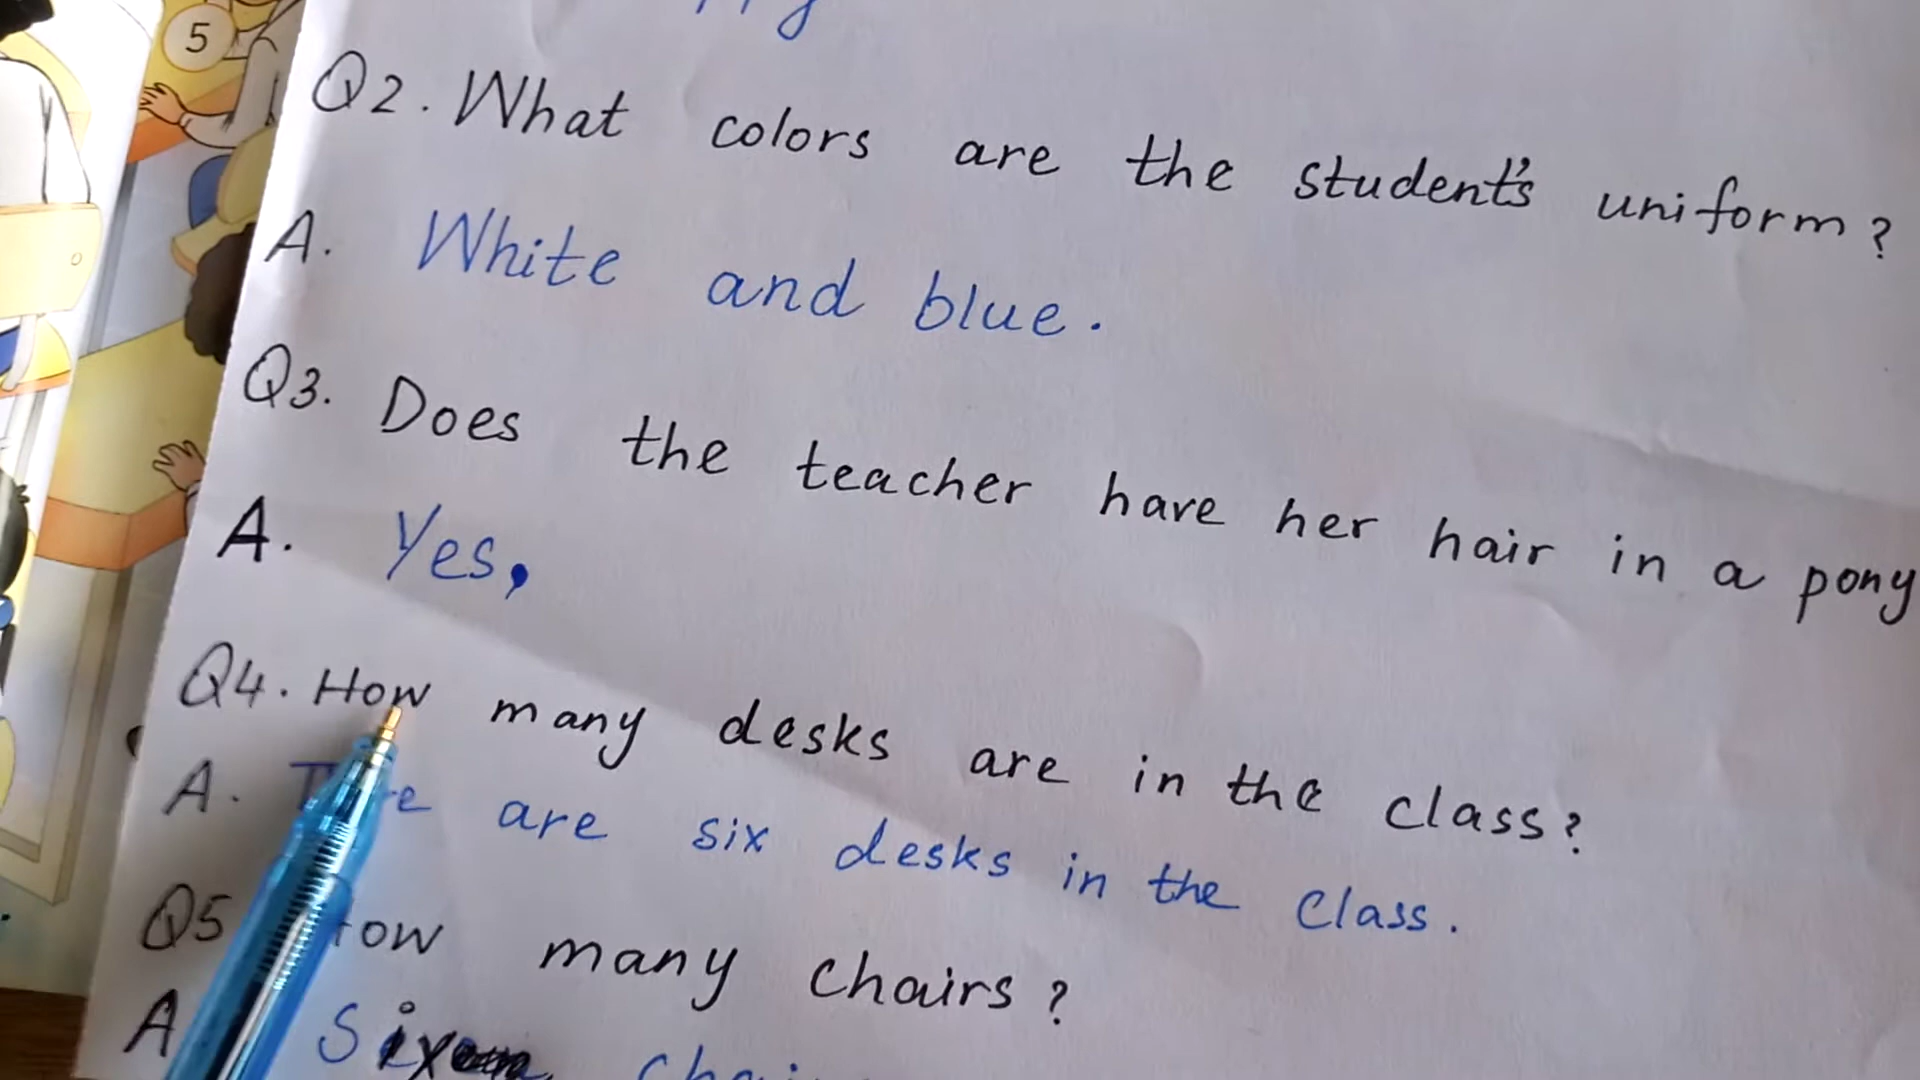 5
Q2. What colors are the student's uniform?
A. White and blue.
Q3. Does the teacher have her hair in a pony
A. Yes,
Q4. How many desks are in the class?
A. are six desks in the class.
Q5 How many chairs?
A